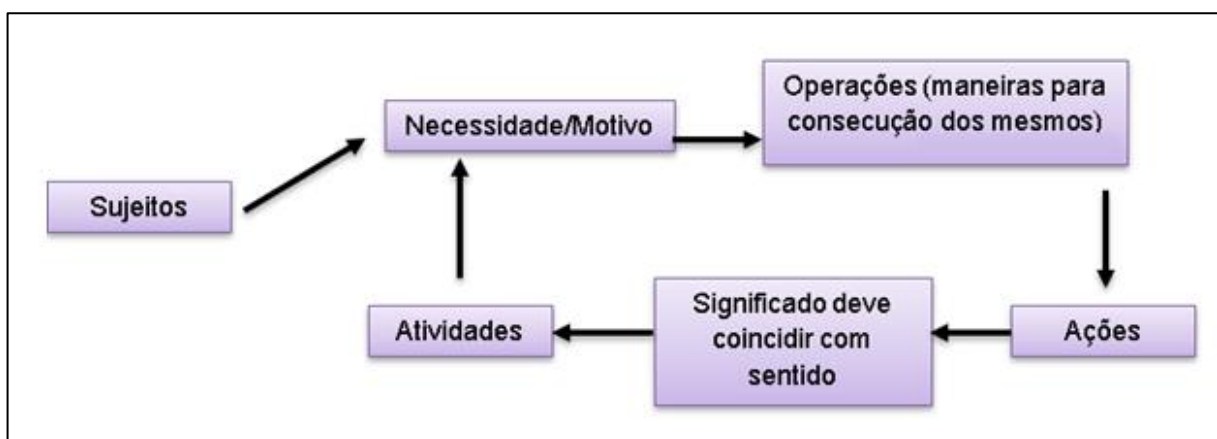 Sujeitos
Necessidade/Motivo
Operações (maneiras para
consecução dos mesmos)
Ações
Significado deve
coincidir com
sentido
Atividades